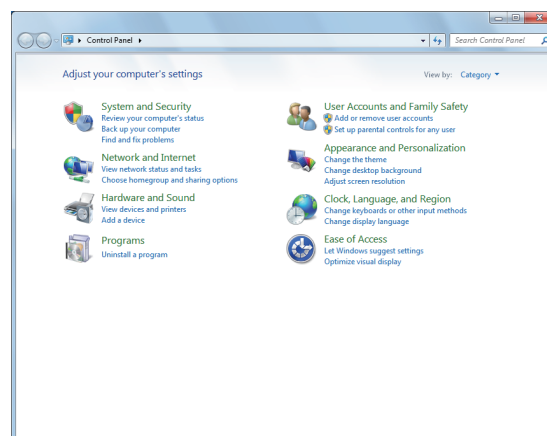 Control Panel
Search Control Panel
Adjust your computer's settings
View by: Category
System and Security
Review your computer's status
Back up your computer
Find and fix problems
Network and Internet
View network status and tasks
Choose homegroup and sharing options
Hardware and Sound
View devices and printers
Add a device
Programs
Uninstall a program
User Accounts and Family Safety
Add or remove user accounts
Set up parental controls for any user
Appearance and Personalization
Change the theme
Change desktop background
Adjust screen resolution
Clock, Language, and Region
Change keyboards or other input methods
Change display language
Ease of Access
Let Windows suggest settings
Optimize visual display